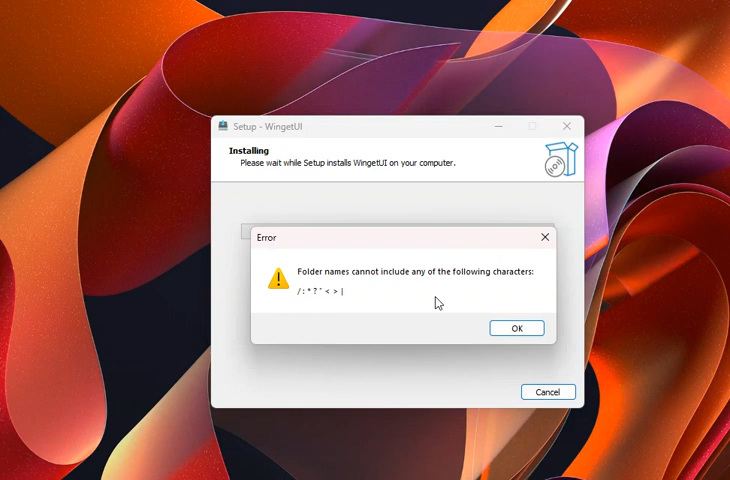 Setup - WingetUI
Installing
Please wait while Setup installs WingetUI on your computer.
Error
Folder names cannot include any of the following characters:
/ : * ? " < > |
OK
Cancel